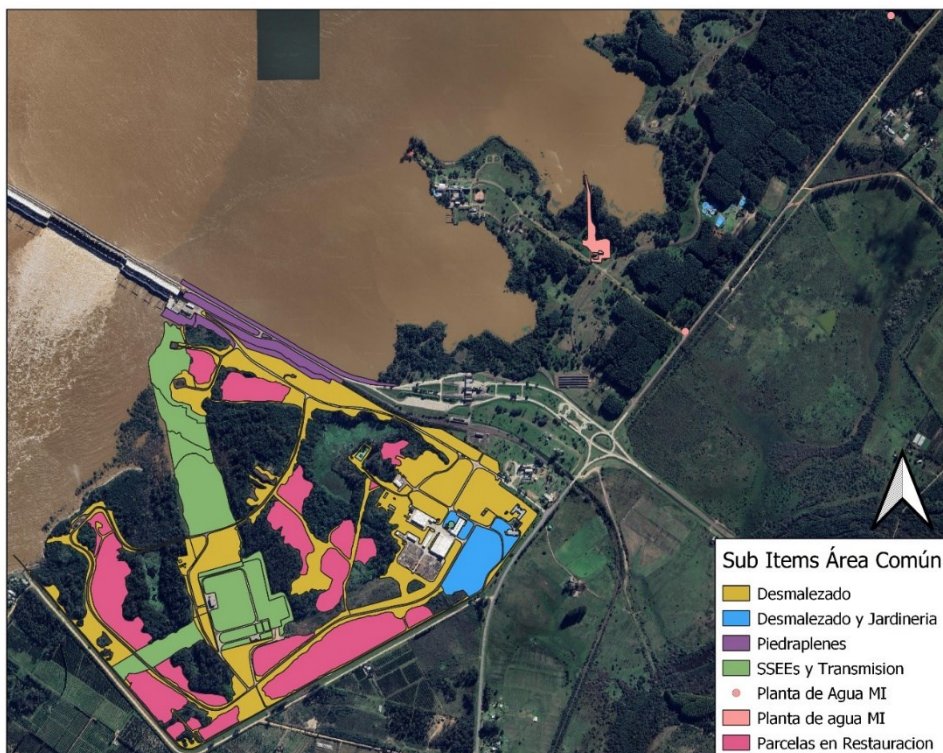 Sub Items Área Común
Desmalezado
Desmalezado y Jardineria
Piedraplenes
SSEEs y Transmision
Planta de Agua MI
Planta de agua MI
Parcelas en Restauracion